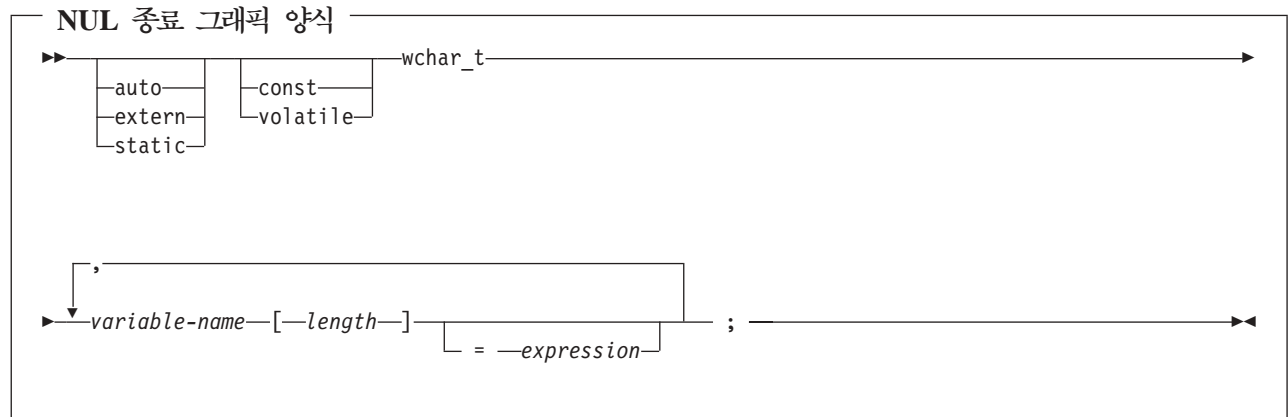 NUL 종료 그래픽 양식
wchar_t
auto const
extern volatile
static
,
variable-name [ length ] ;
= expression